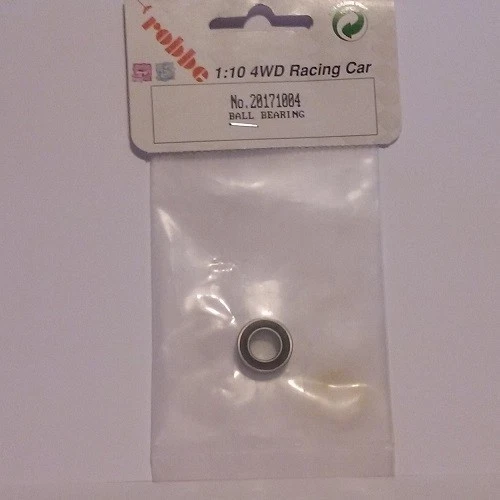 robbe
1:10 4WD Racing Car
No.20171004
BALL BEARING